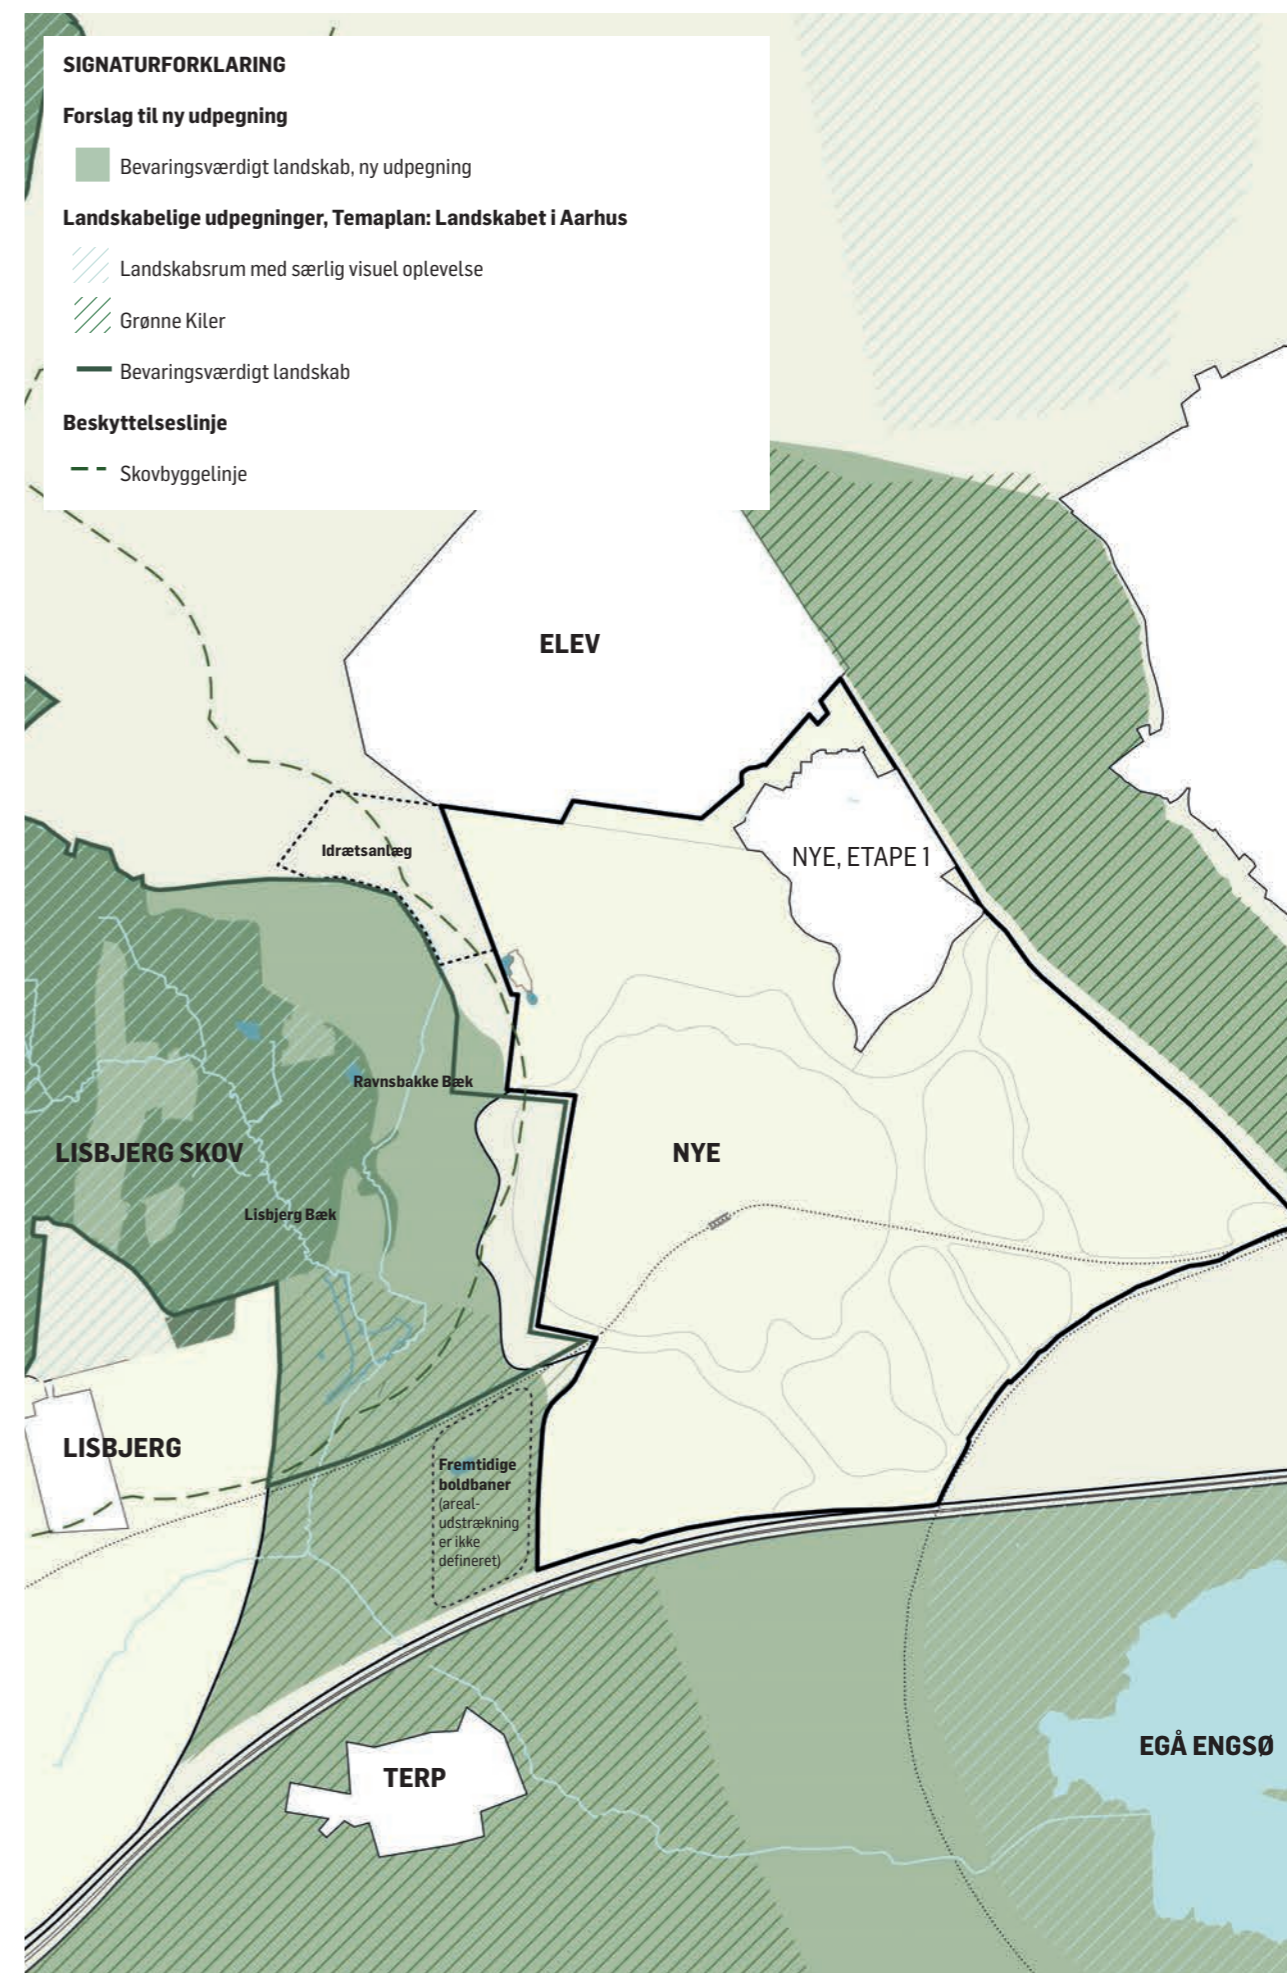 SIGNATURFORKLARING
Forslag til ny udpegning
Bevaringsværdigt landskab, ny udpegning
Landskabelige udpegninger, Temaplan: Landskabet i Aarhus
Landskabsrum med særlig visuel oplevelse
Grønne Kiler
Bevaringsværdigt landskab
Beskyttelseslinje
Skovbyggelinje
ELEV
Idrætsanlæg
NYE, ETAPE 1
Ravnsbakke Bæk
LISBJERG SKOV
NYE
Lisbjerg Bæk
LISBJERG
Fremtidige
boldbaner
(areal-
udstrækning
er ikke
defineret)
EGÅ ENGSØ
TERP